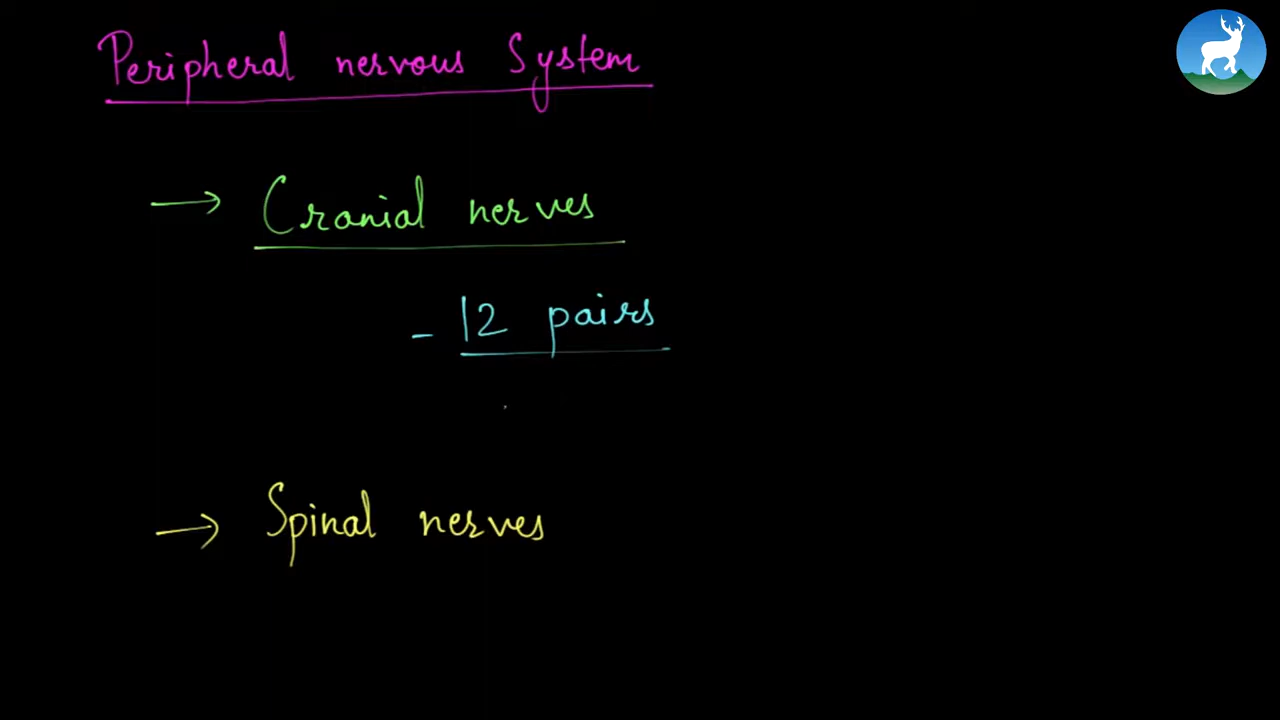 Peripheral nervous System
→ Cranial nerves
- 12 pairs
→ Spinal nerves